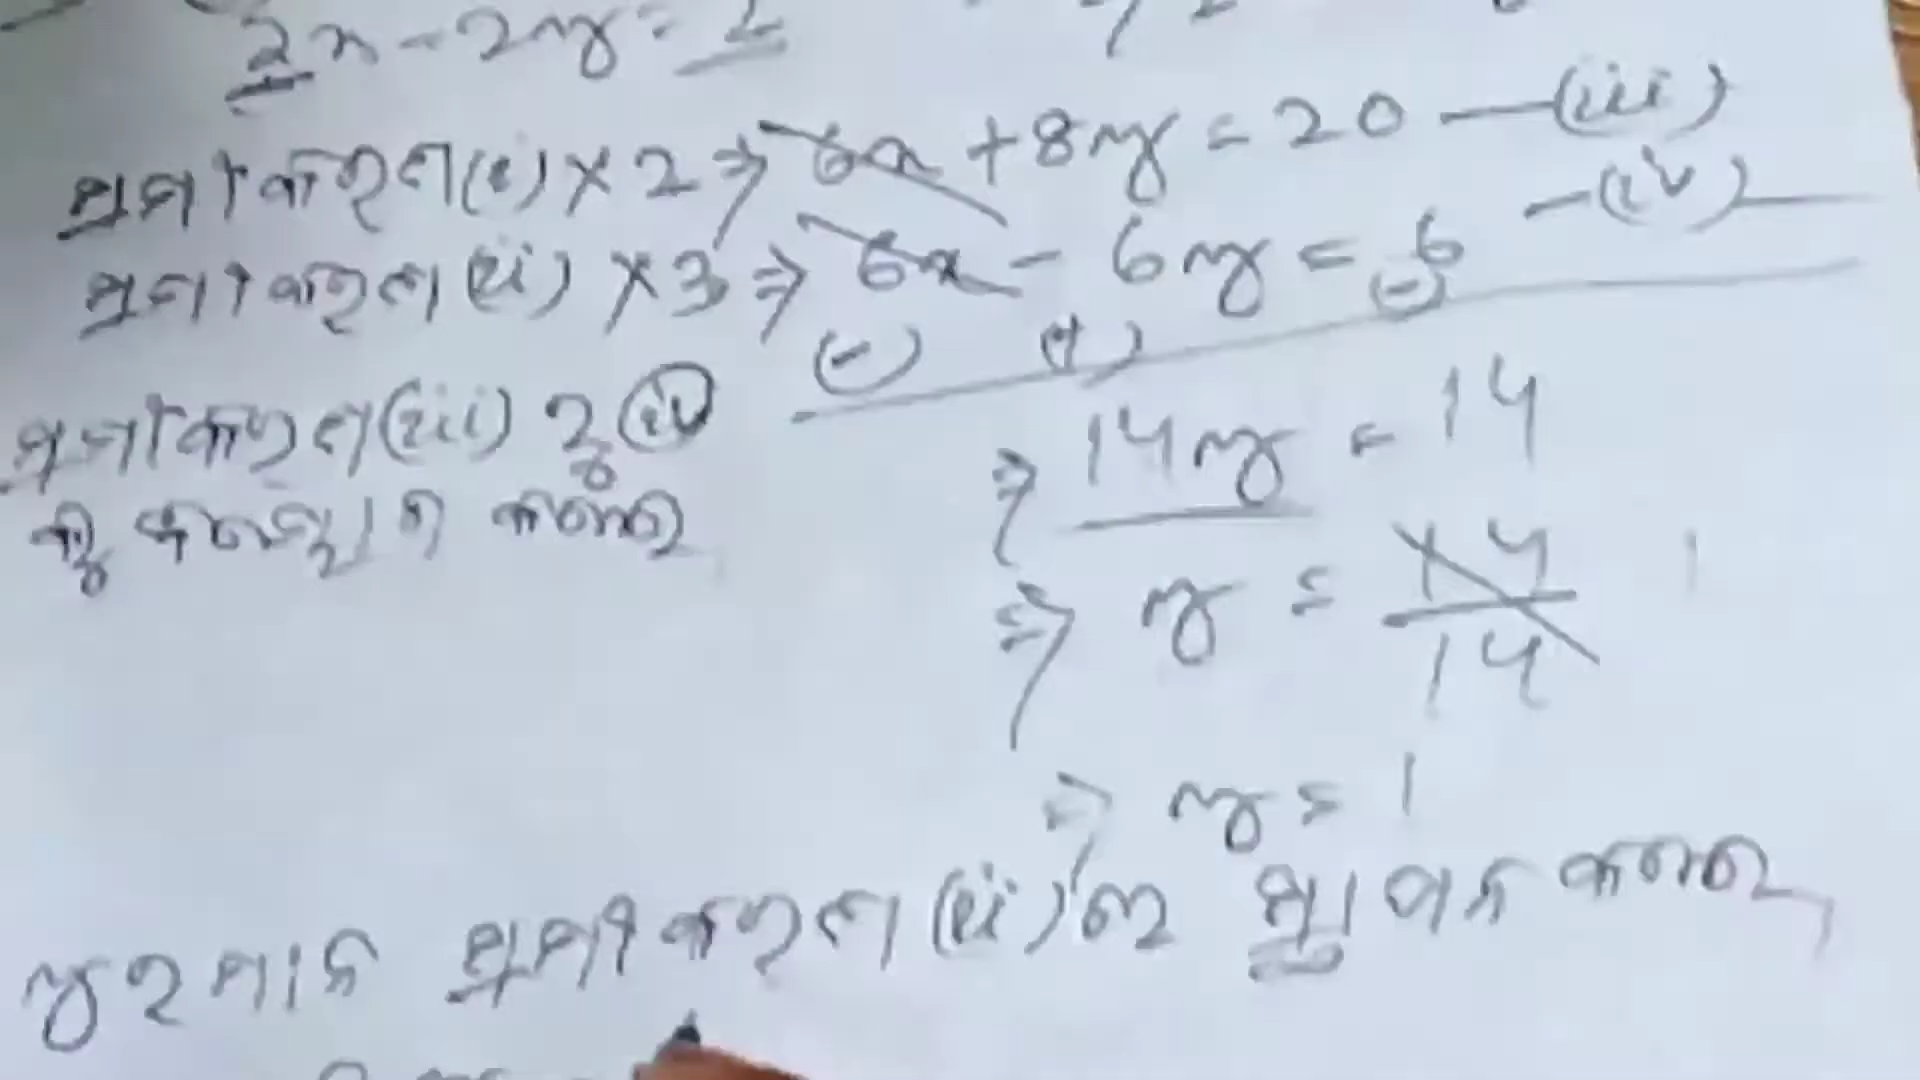 2x - 2y = 2
ସମୀକରଣ (i) × 2 ⇒ 6x + 8y = 20 — (iii)
ସମୀକରଣ (ii) × 3 ⇒ 6x - 6y = 6 — (iv)
(-) (+) (-)
ସମୀକରଣ (iii) ରୁ (iv)
କୁ ବିୟୋଗ କଲେ
⇒ 14y = 14
⇒ y = 14/14
⇒ y = 1
yର ମାନ ସମୀକରଣ (ii) ରେ ସ୍ଥାପନ କଲେ,